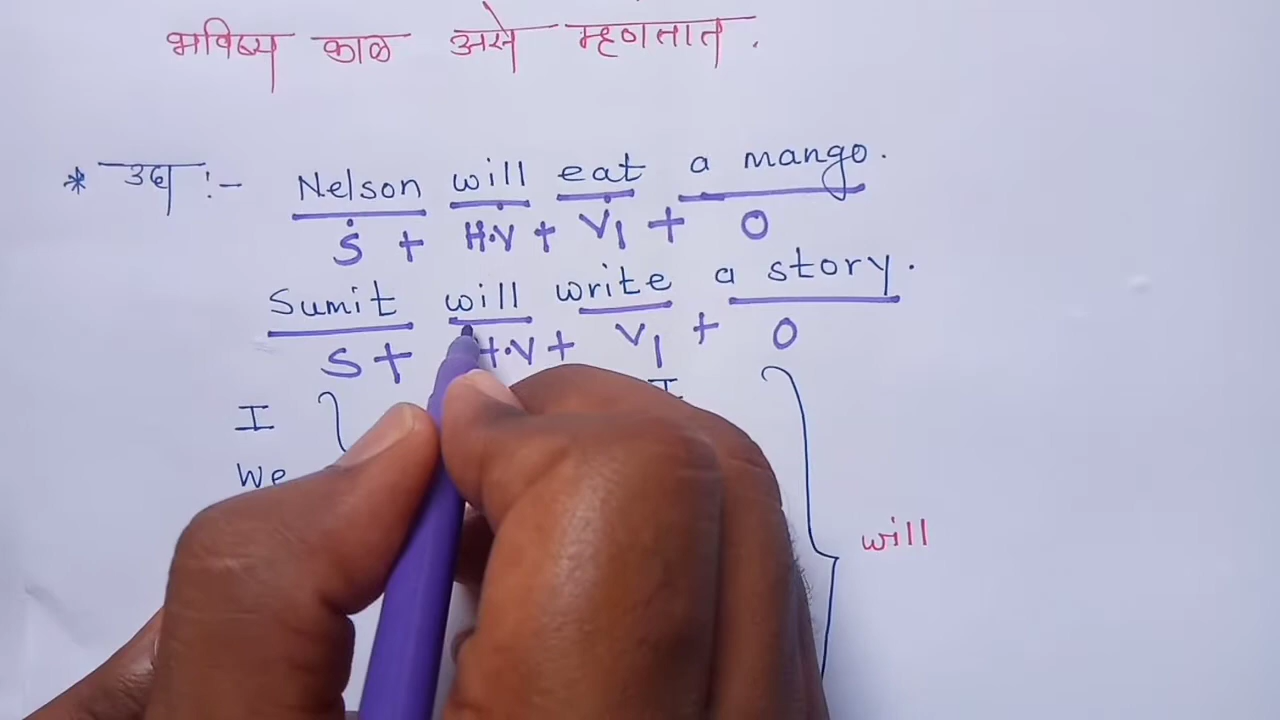 भविष्य काळ असे म्हणतात.
* उदा :- Nelson will eat a mango.
S + H.V + V1 + O
Sumit will write a story.
S + H.V + V1 + O
I
I
We
will